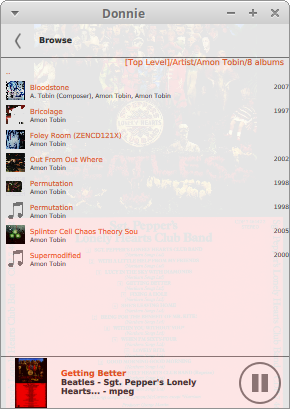 Donnie
Browse
[Top Level]/Artist/Amon Tobin/8 albums
..
Bloodstone
2007
A. Tobin (Composer), Amon Tobin, Amon Tobin
Bricolage
1997
Amon Tobin
Foley Room (ZENCD121X)
Amon Tobin
Out From Out Where
2002
Amon Tobin
Permutation
1998
Amon Tobin
Permutation
1998
Amon Tobin
Splinter Cell Chaos Theory Sou
2005
Amon Tobin
Supermodified
2000
Amon Tobin
Getting Better
Beatles - Sgt. Pepper's Lonely
Hearts... - mpeg